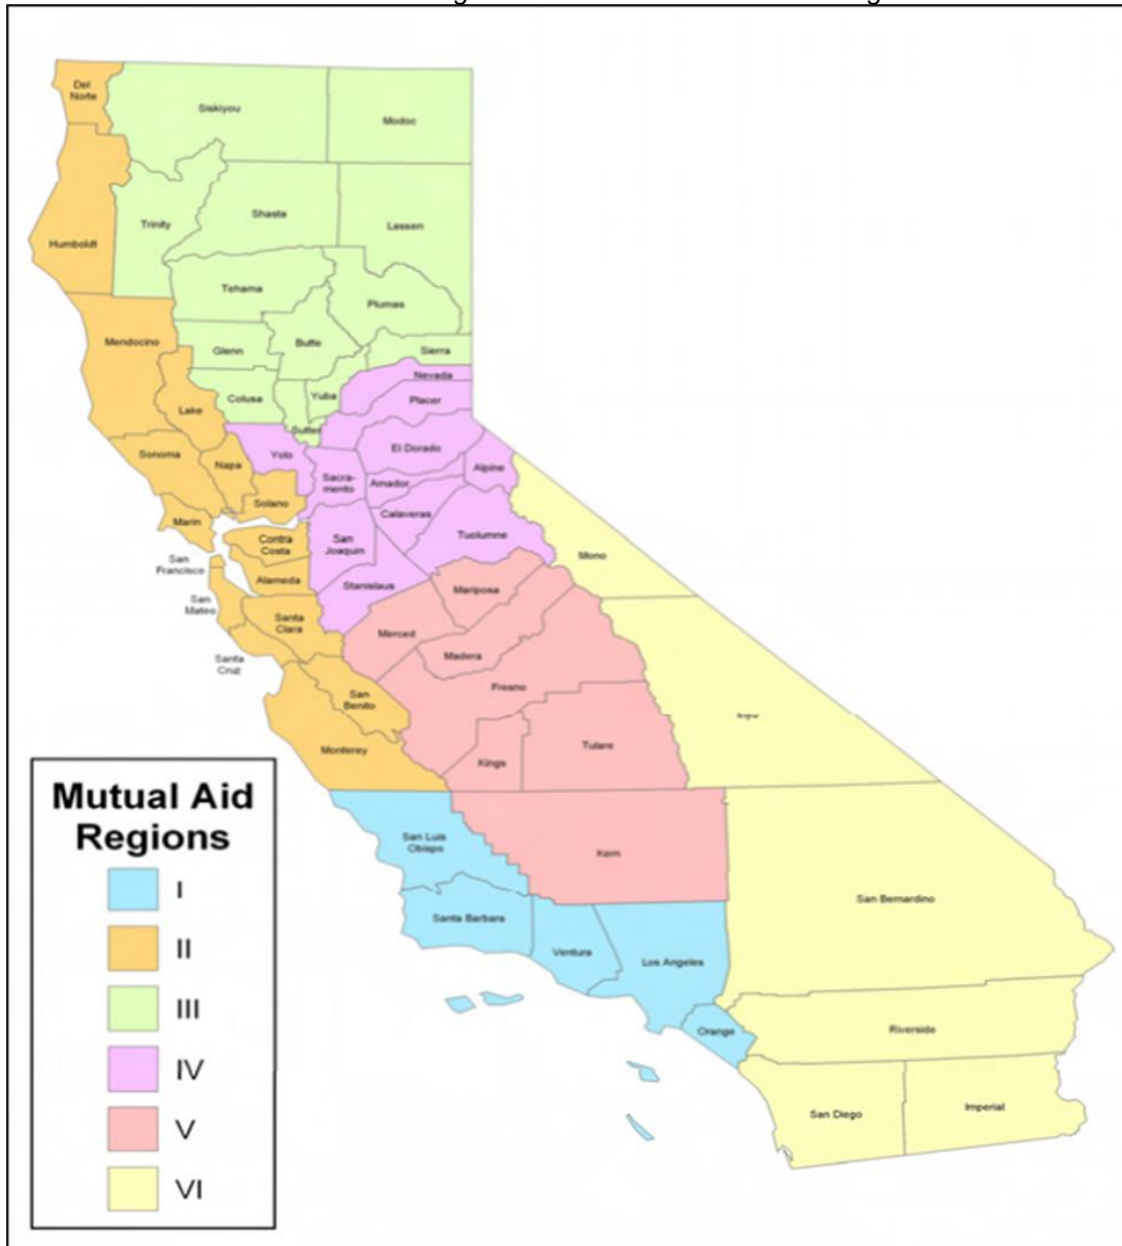 Del
Norte
Siskiyou
Modoc
Humboldt
Trinity
Shasta
Lassen
Tehama
Plumas
Mendocino
Glenn
Butte
Sierra
Lake
Colusa
Yuba
Sutter
Nevada
Placer
Sonoma
Napa
Yolo
Sacra-
mento
El Dorado
Amador
Alpine
Solano
Marin
Calaveras
Contra
Costa
San
Joaquin
Tuolumne
Mono
San
Francisco
Alameda
Stanislaus
Mariposa
San
Mateo
Santa
Clara
Merced
Madera
Santa
Cruz
San
Benito
Fresno
Monterey
Kings
Tulare
San Luis
Obispo
Kern
San Bernardino
Santa Barbara
Ventura
Los Angeles
Orange
Riverside
San Diego
Imperial
Mutual Aid
Regions
I
II
III
IV
V
VI